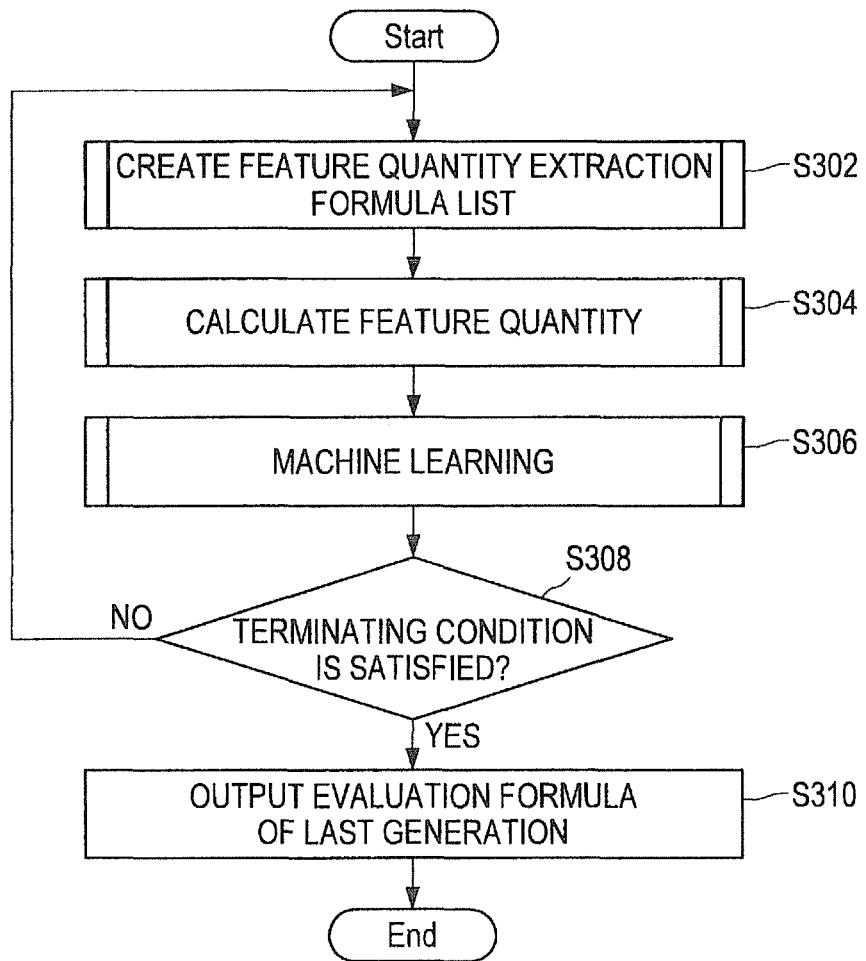 Start
CREATE FEATURE QUANTITY EXTRACTION
FORMULA LIST
S302
CALCULATE FEATURE QUANTITY
S304
MACHINE LEARNING
S306
S308
NO
TERMINATING CONDITION
IS SATISFIED?
YES
OUTPUT EVALUATION FORMULA
OF LAST GENERATION
S310
End